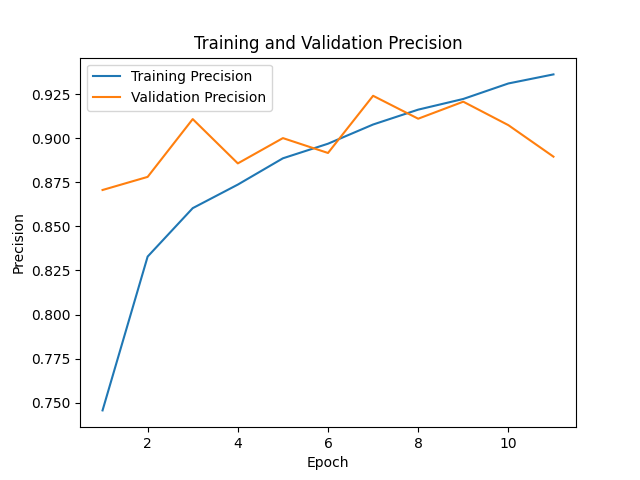 Training and Validation Precision
Training Precision
Validation Precision
0.925
0.900
0.875
0.850
0.825
0.800
0.775
0.750
Precision
2 4 6 8 10
Epoch